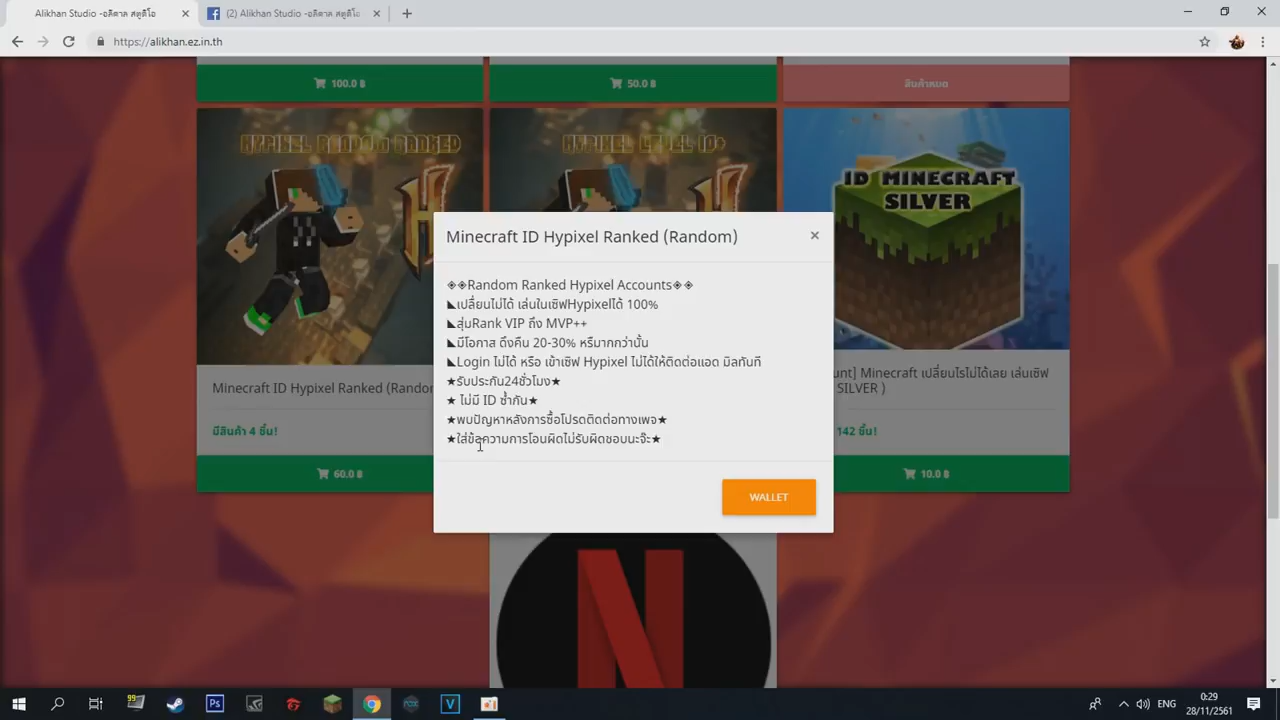 Alikhan Studio -อลิคาล สตูดิโอ
(2) Alikhan Studio -อลิคาล สตูดิโอ
https://alikhan.ez.in.th
100.0 ฿
50.0 ฿
สินค้าหมด
HYPIXEL RANDOM RANKED
HYPIXEL LEVEL 10+
ID MINECRAFT
SILVER
Minecraft ID Hypixel Ranked (Random)
×
◈◈Random Ranked Hypixel Accounts◈◈
◣เปลี่ยนไม่ได้ เล่นในเซิฟHypixelได้ 100%
◣สุ่มRank VIP ถึง MVP++
◣มีโอกาส ดึงคืน 20-30% หรีมากกว่านั้น
◣Login ไม่ได้ หรือ เข้าเซิฟ Hypixel ไม่ได้ให้ติดต่อแอด มิลทันที
★รับประกัน24ชั่วโมง★
★ ไม่มี ID ซ้ำกัน★
★พบปัญหาหลังการซื้อโปรดติดต่อทางเพจ★
★ใส่ข้อความการโอนผิดไม่รับผิดชอบนะจ๊ะ★
WALLET
Minecraft ID Hypixel Ranked (Random
มีสินค้า 4 ชิ้น!
60.0 ฿
unt] Minecraft เปลี่ยนไรไม่ได้เลย เล่นเซิฟ
SILVER )
142 ชิ้น!
10.0 ฿
N
99
Ps
nox
V
ENG
0:29
28/11/2561